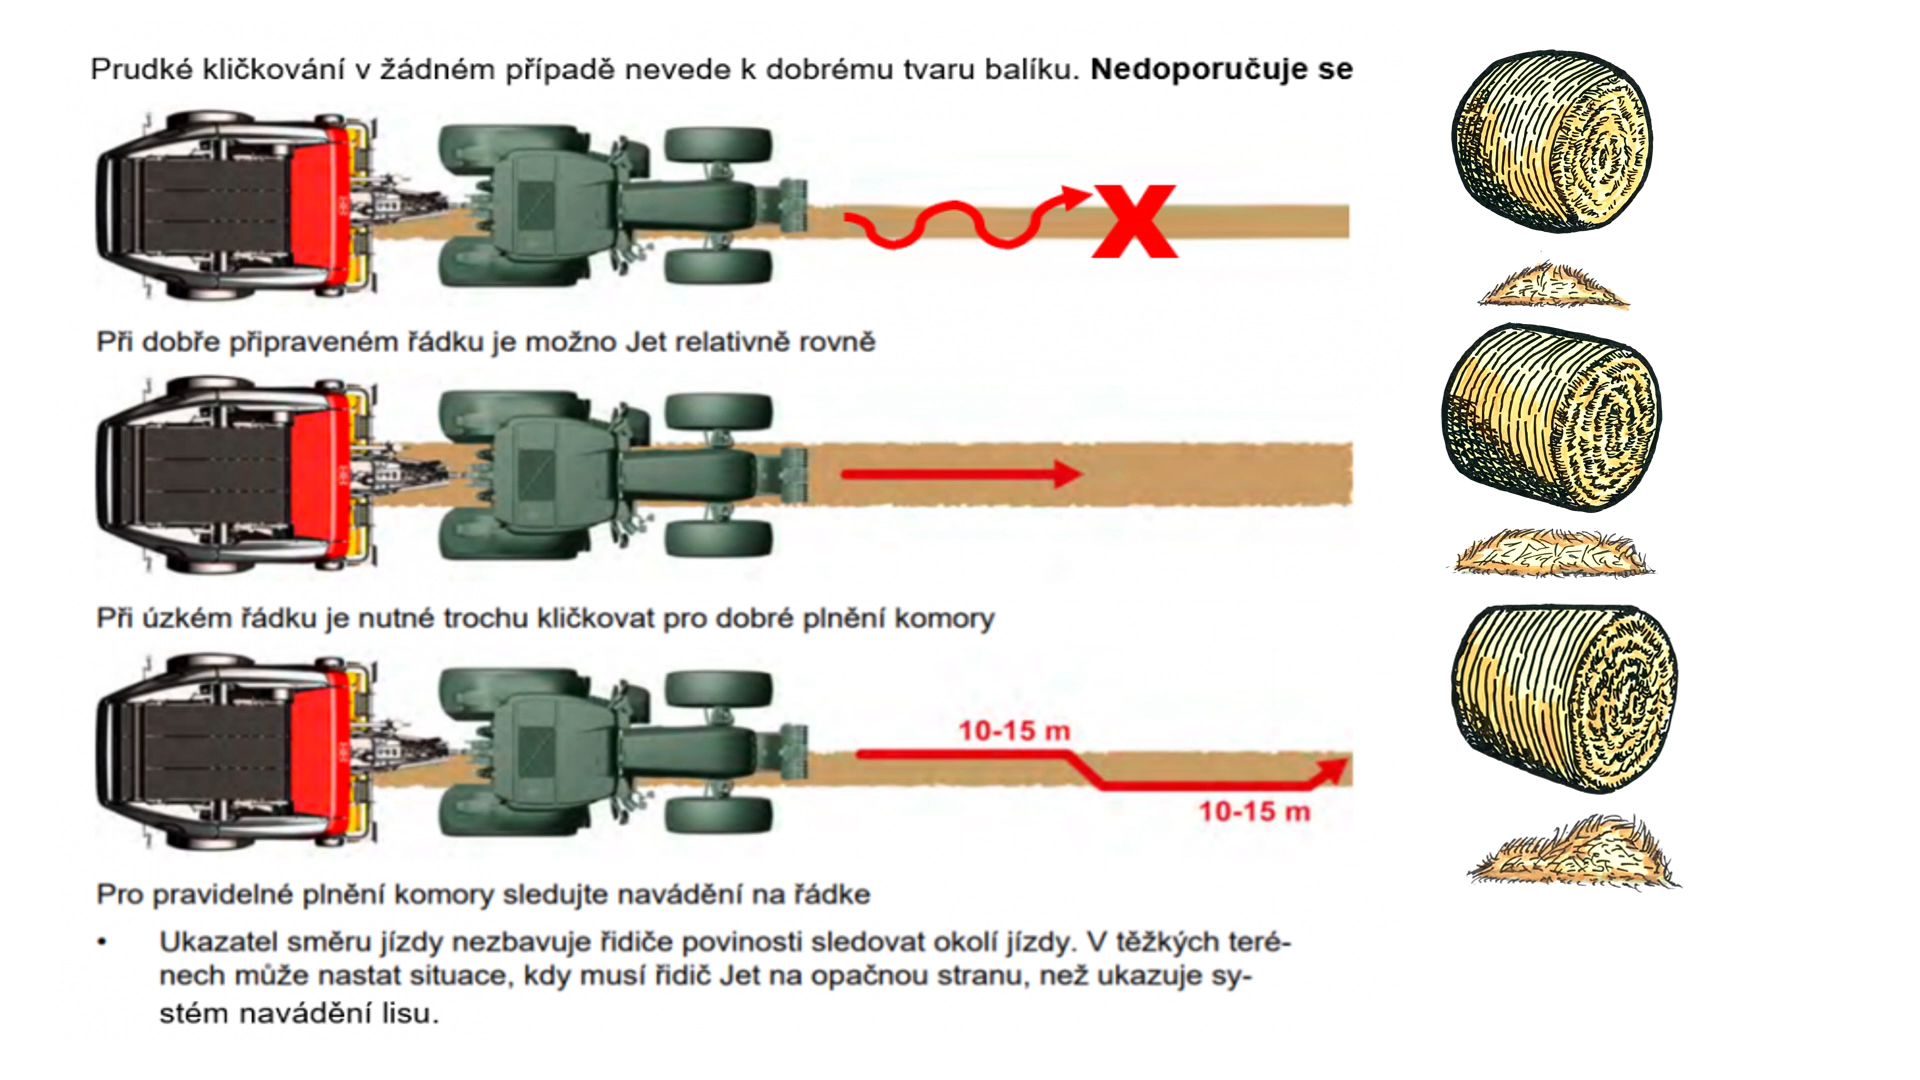 Prudké kličkování v žádném případě nevede k dobrému tvaru balíku. Nedoporučuje se
X
Při dobře připraveném řádku je možno Jet relativně rovně
Při úzkém řádku je nutné trochu kličkovat pro dobré plnění komory
10-15 m
10-15 m
Pro pravidelné plnění komory sledujte navádění na řádke
• Ukazatel směru jízdy nezbavuje řidiče povinosti sledovat okolí jízdy. V těžkých teré-
nech může nastat situace, kdy musí řidič Jet na opačnou stranu, než ukazuje sy-
stém navádění lisu.